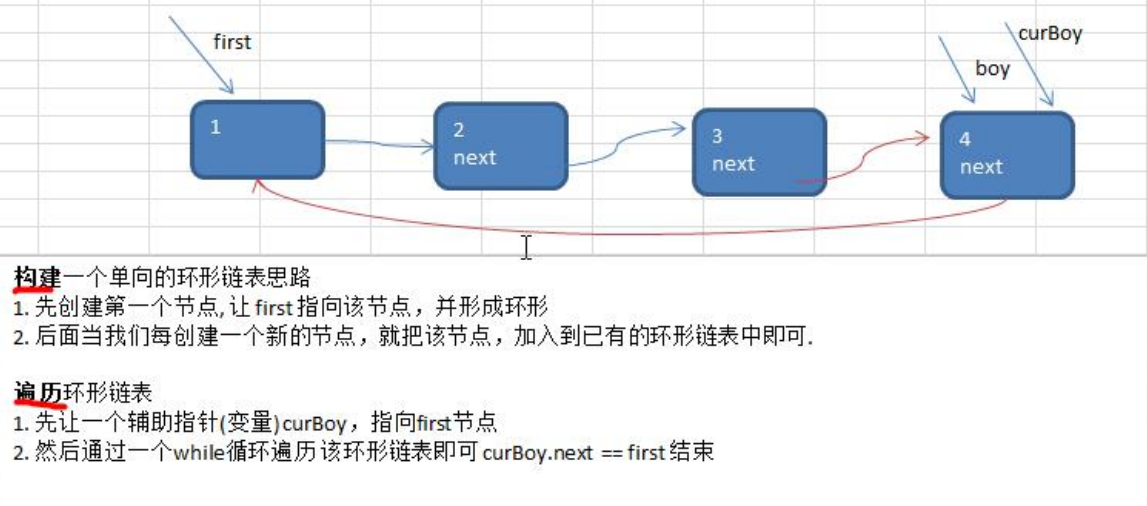 first
curBoy
boy
1
2
next
3
next
4
next
构建一个单向的环形链表思路
1. 先创建第一个节点, 让 first 指向该节点，并形成环形
2. 后面当我们每创建一个新的节点，就把该节点，加入到已有的环形链表中即可.
遍历环形链表
1. 先让一个辅助指针(变量) curBoy，指向first节点
2. 然后通过一个while循环遍历该环形链表即可 curBoy.next == first 结束